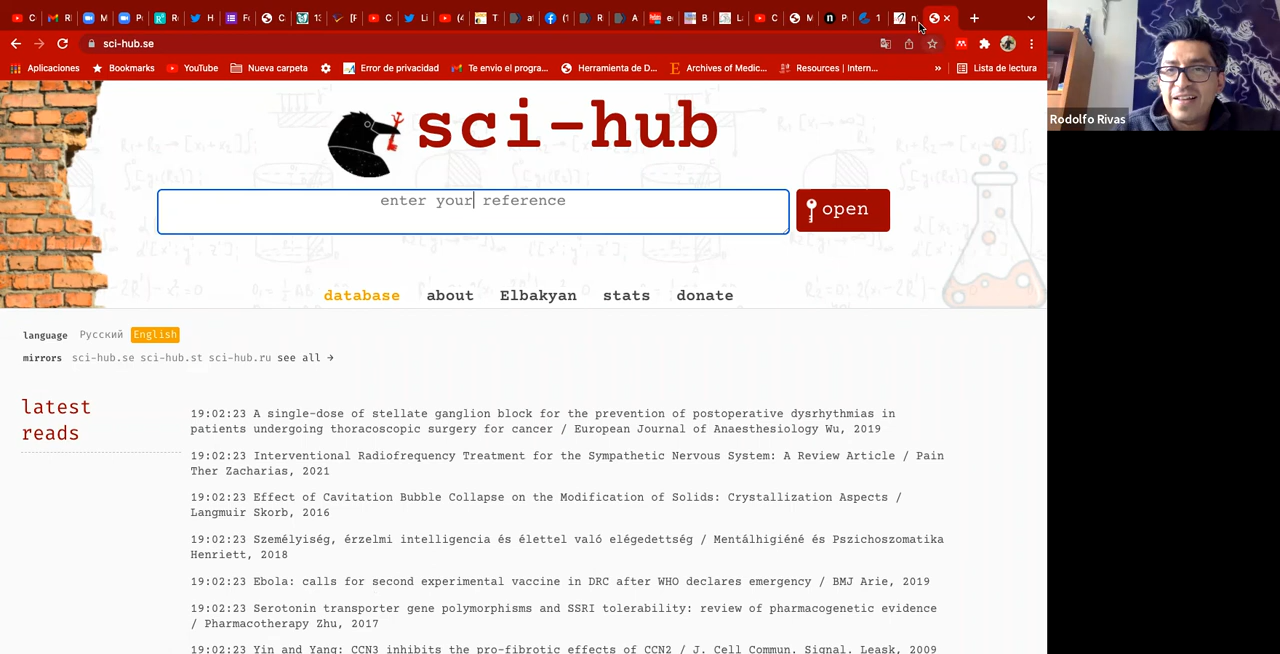 sci-hub.se
Aplicaciones Bookmarks YouTube Nueva carpeta Error de privacidad Te envio el progra... Herramienta de D... Archives of Medic... Resources | Intern... » Lista de lectura
Rodolfo Rivas
sci-hub
enter your reference
open
database about Elbakyan stats donate
language Русский English
mirrors sci-hub.se sci-hub.st sci-hub.ru see all →
latest
reads
19:02:23 A single-dose of stellate ganglion block for the prevention of postoperative dysrhythmias in
patients undergoing thoracoscopic surgery for cancer / European Journal of Anaesthesiology Wu, 2019
19:02:23 Interventional Radiofrequency Treatment for the Sympathetic Nervous System: A Review Article / Pain
Ther Zacharias, 2021
19:02:23 Effect of Cavitation Bubble Collapse on the Modification of Solids: Crystallization Aspects /
Langmuir Skorb, 2016
19:02:23 Személyiség, érzelmi intelligencia és élettel való elégedettség / Mentálhigiéné és Pszichoszomatika
Henriett, 2018
19:02:23 Ebola: calls for second experimental vaccine in DRC after WHO declares emergency / BMJ Arie, 2019
19:02:23 Serotonin transporter gene polymorphisms and SSRI tolerability: review of pharmacogenetic evidence
/ Pharmacotherapy Zhu, 2017
19:02:23 Yin and Yang: CCN3 inhibits the pro-fibrotic effects of CCN2 / J. Cell Commun. Signal. Leask, 2009